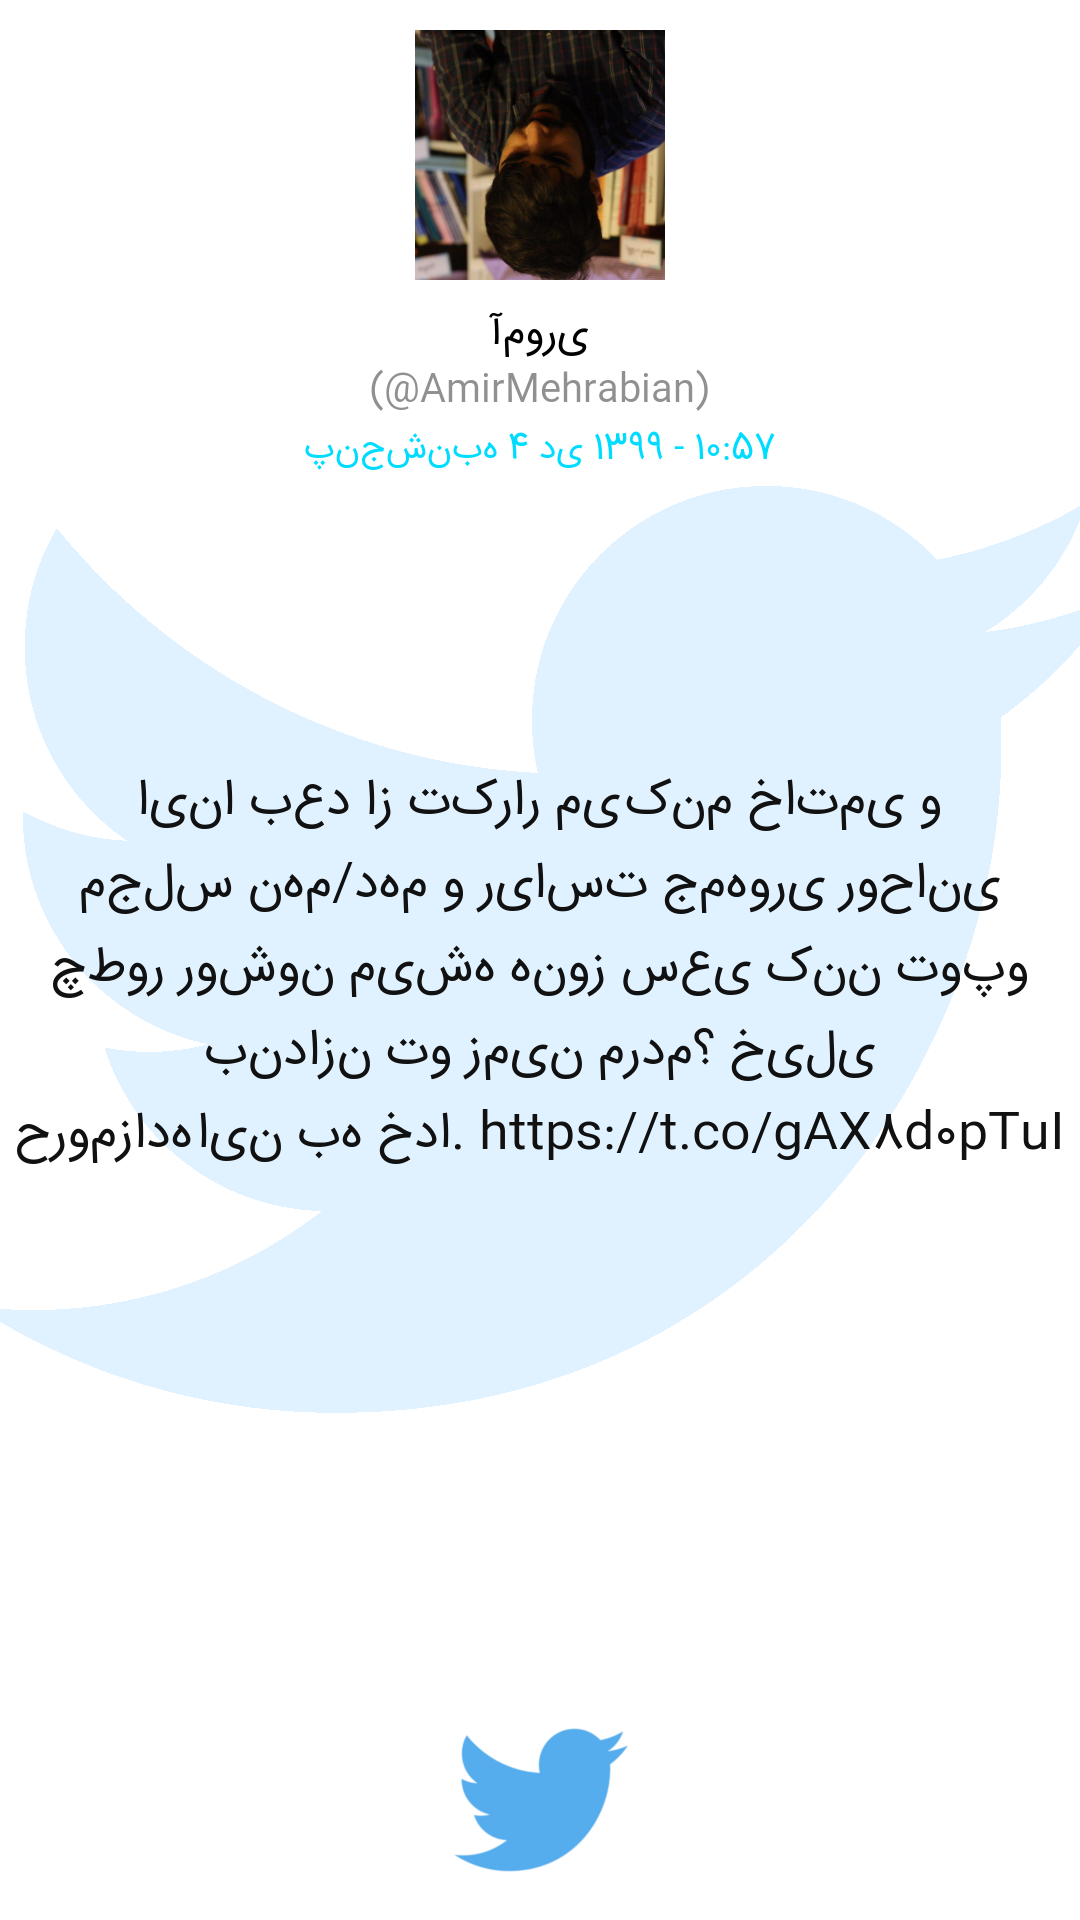 آموری
(@AmirMehrabian)
پنجشنبه ۴ دی ۱۳۹۹ - ۱۰:۵۷
اینا بعد از تکرار می‌کنم خاتمی و
مجلس نهم/دهم و ریاست جمهوری روحانی
چطور روشون میشه هنوز سعی کنن توپو
بندازن تو زمین مردم؟ خیلی
حرومزاده‌این به خدا. https://t.co/gAX۸d۰pTuI